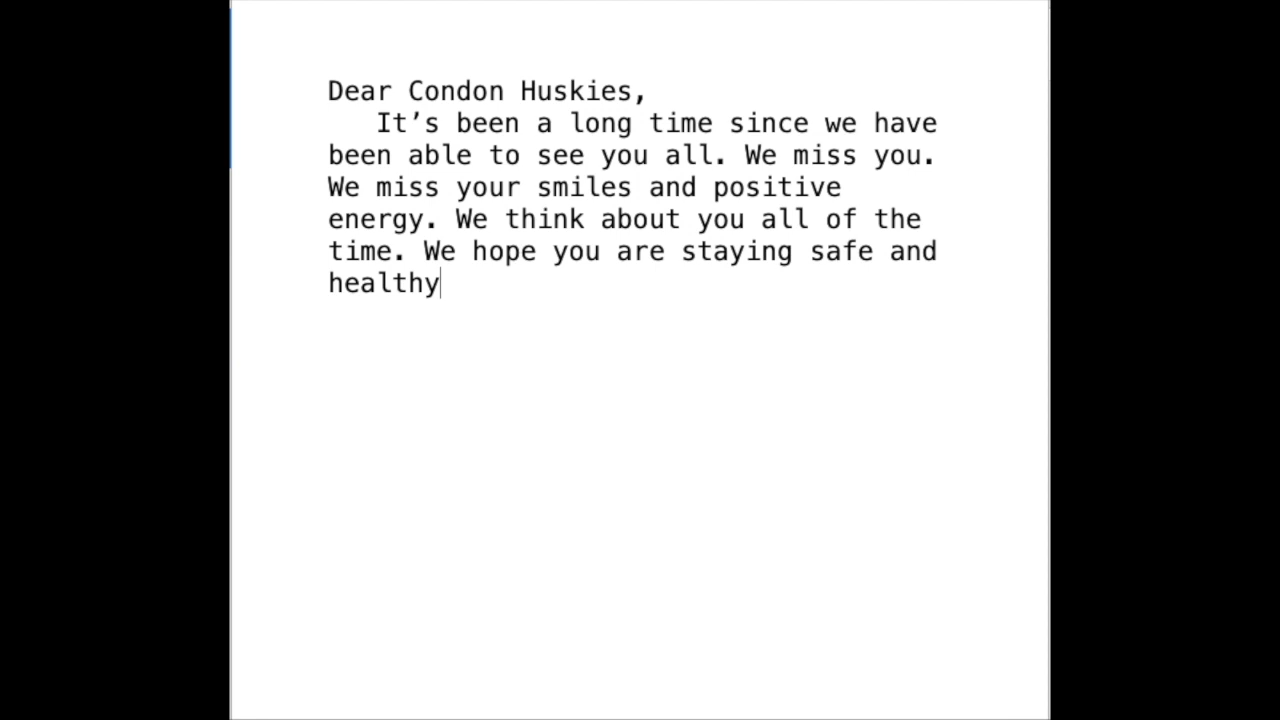 Dear Condon Huskies,
It’s been a long time since we have
been able to see you all. We miss you.
We miss your smiles and positive
energy. We think about you all of the
time. We hope you are staying safe and
healthy